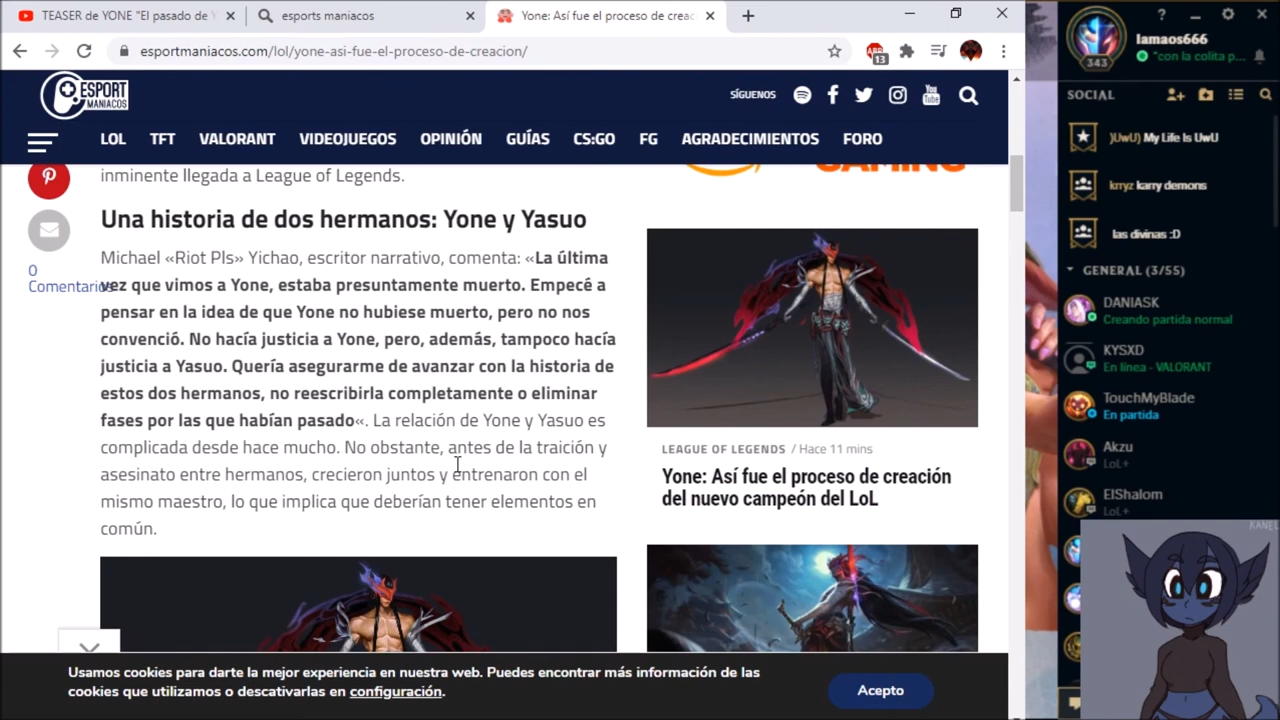 TEASER de YONE "El pasado de Y
esports maniacos
Yone: Así fue el proceso de creac
esportmaniacos.com/lol/yone-asi-fue-el-proceso-de-creacion/
ABP
13
ESPORT
MANIACOS
SÍGUENOS
You
Tube
LOL
TFT
VALORANT
VIDEOJUEGOS
OPINIÓN
GUÍAS
CS:GO
FG
AGRADECIMIENTOS
FORO
inminente llegada a League of Legends.
GAMING
Una historia de dos hermanos: Yone y Yasuo
Michael «Riot Pls» Yichao, escritor narrativo, comenta: «La última
vez que vimos a Yone, estaba presuntamente muerto. Empecé a
pensar en la idea de que Yone no hubiese muerto, pero no nos
convenció. No hacía justicia a Yone, pero, además, tampoco hacía
justicia a Yasuo. Quería asegurarme de avanzar con la historia de
estos dos hermanos, no reescribirla completamente o eliminar
fases por las que habían pasado«. La relación de Yone y Yasuo es
complicada desde hace mucho. No obstante, antes de la traición y
asesinato entre hermanos, crecieron juntos y entrenaron con el
mismo maestro, lo que implica que deberían tener elementos en
común.
0
Comentarios
LEAGUE OF LEGENDS / Hace 11 mins
Yone: Así fue el proceso de creación
del nuevo campeón del LoL
Usamos cookies para darte la mejor experiencia en nuestra web. Puedes encontrar más información de las
cookies que utilizamos o descativarlas en configuración.
Acepto
343
lamaos666
"con la colita p...
SOCIAL
)UwU) My Life Is UwU
krryz karry demons
las divinas :D
GENERAL (3/55)
DANIASK
Creando partida normal
KYSXD
En línea - VALORANT
TouchMyBlade
En partida
Akzu
LoL+
ElShalom
LoL+
KANEL